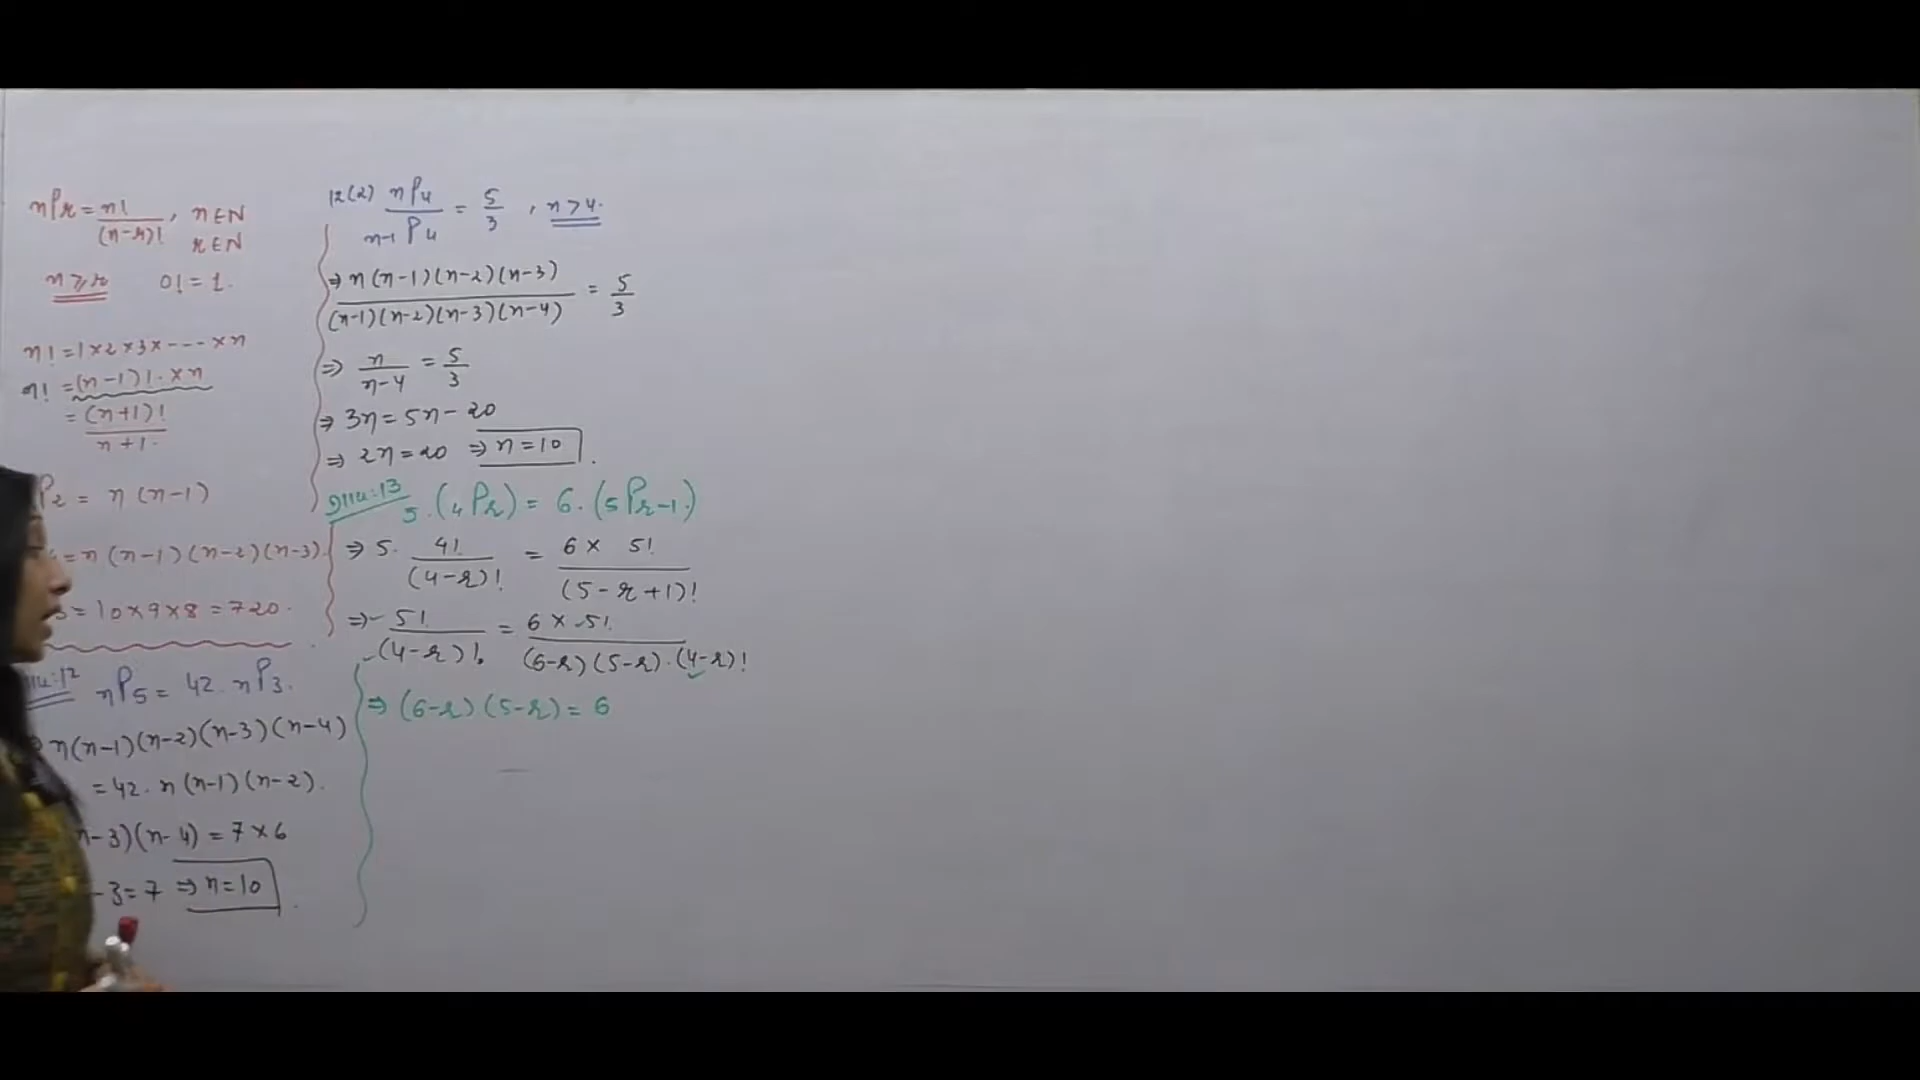 nPr = n! / (n-r)! , n∈N
r∈N
n≥r 0! = 1.
n! = 1×2×3×----×n
n! = (n-1)!.×n
= (n+1)! / n+1.
P2 = n(n-1)
= n(n-1)(n-2)(n-3).
= 10×9×8 = 720.
:12 nP5 = 42. nP3.
n(n-1)(n-2)(n-3)(n-4)
= 42. n(n-1)(n-2).
n-3)(n-4) = 7×6
-3 = 7 ⇒ n=10
12(2) nP4 / n-1P4 = 5/3 , n>4.
⇒ n(n-1)(n-2)(n-3) / (n-1)(n-2)(n-3)(n-4) = 5/3
⇒ n / n-4 = 5/3
⇒ 3n = 5n-20
⇒ 2n = 20 ⇒ n=10.
:13 5.(4Pr) = 6.(5Pr-1.)
⇒ 5. 4! / (4-r)! = 6× 5! / (5-r+1)!
⇒ 5! / (4-r)! = 6×5! / (6-r)(5-r).(4-r)!
⇒ (6-r)(5-r) = 6